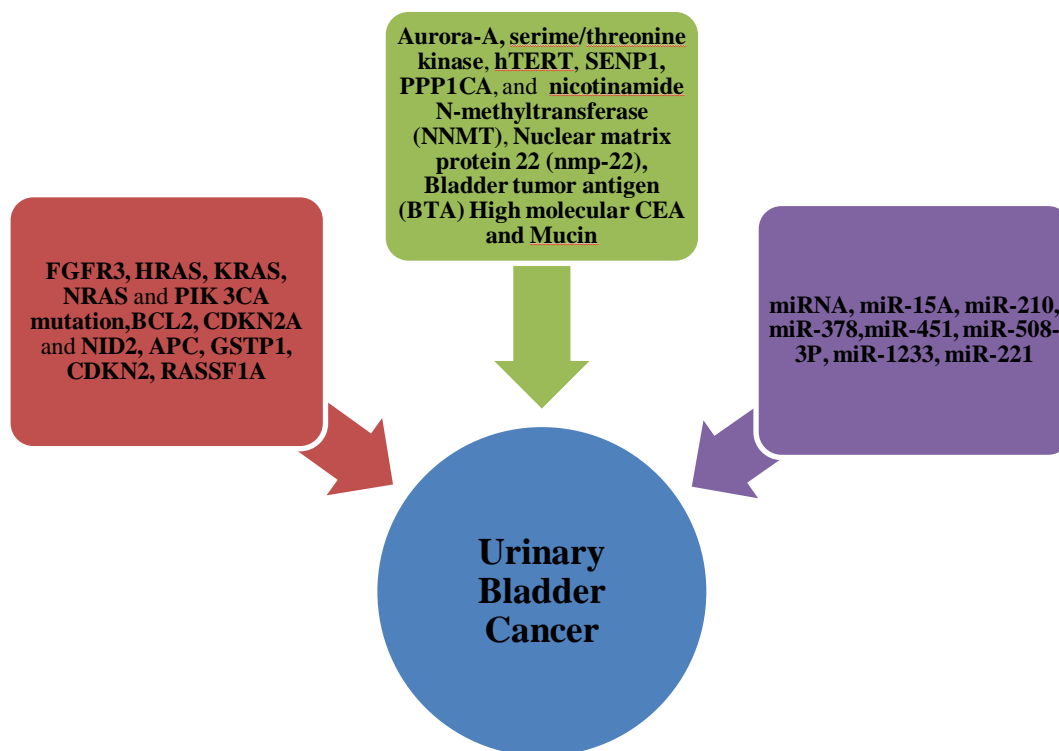 Aurora-A, serime/threonine
kinase, hTERT, SENP1,
PPP1CA, and nicotinamide
N-methyltransferase
(NNMT), Nuclear matrix
protein 22 (nmp-22),
Bladder tumor antigen
(BTA) High molecular CEA
and Mucin
FGFR3, HRAS, KRAS,
NRAS and PIK 3CA
mutation,BCL2, CDKN2A
and NID2, APC, GSTP1,
CDKN2, RASSF1A
miRNA, miR-15A, miR-210,
miR-378,miR-451, miR-508-
3P, miR-1233, miR-221
Urinary
Bladder
Cancer